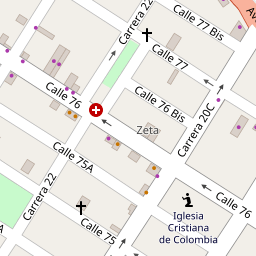 Calle 77 Bis
Av
Carrera 22
Calle 77
Calle 76
Calle 76 Bis
Carrera 20C
Zeta
Calle 75A
Carrera 22
Calle 76
Iglesia
Cristiana
de Colombia
Calle 75